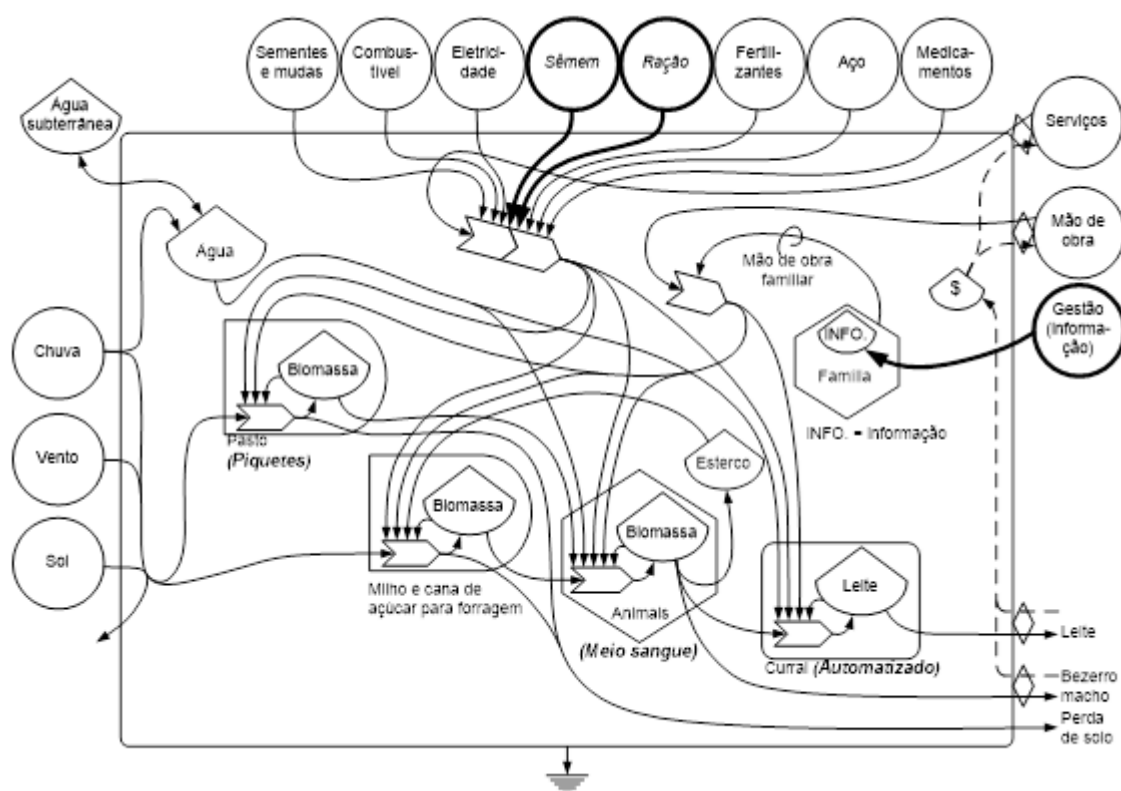 Sementes
e mudas
Combus-
tível
Eletrici-
dade
Sêmem
Ração
Fertili-
zantes
Aço
Medica-
mentos
Água
subterrânea
Serviços
Água
Mão de obra
familiar
Mão de
obra
$
Gestão
(Informa-
ção)
INFO.
Família
INFO. = Informação
Chuva
Biomassa
Pasto
(Piquetes)
Vento
Esterco
Biomassa
Biomassa
Sol
Milho e cana de
açúcar para forragem
Animais
(Meio sangue)
Leite
Curral (Automatizado)
Leite
Bezerro
macho
Perda
de solo